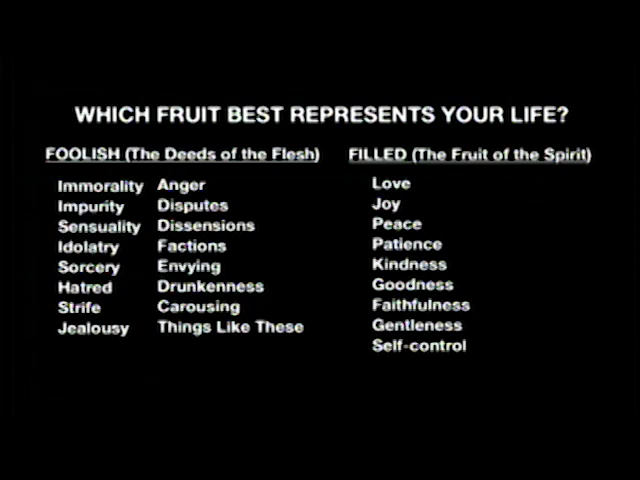 WHICH FRUIT BEST REPRESENTS YOUR LIFE?
FOOLISH (The Deeds of the Flesh)
Immorality
Impurity
Sensuality
Idolatry
Sorcery
Hatred
Strife
Jealousy
Anger
Disputes
Dissensions
Factions
Envying
Drunkenness
Carousing
Things Like These
FILLED (The Fruit of the Spirit)
Love
Joy
Peace
Patience
Kindness
Goodness
Faithfulness
Gentleness
Self-control